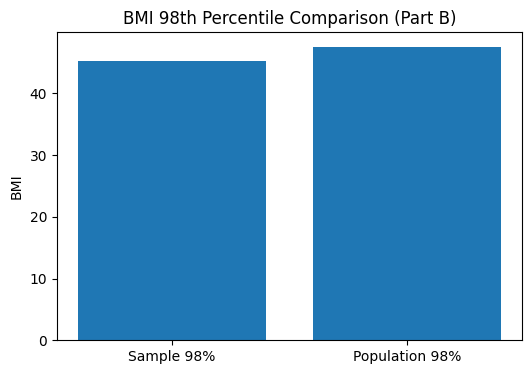 BMI 98th Percentile Comparison (Part B)
BMI
40
30
20
10
0
Sample 98%
Population 98%